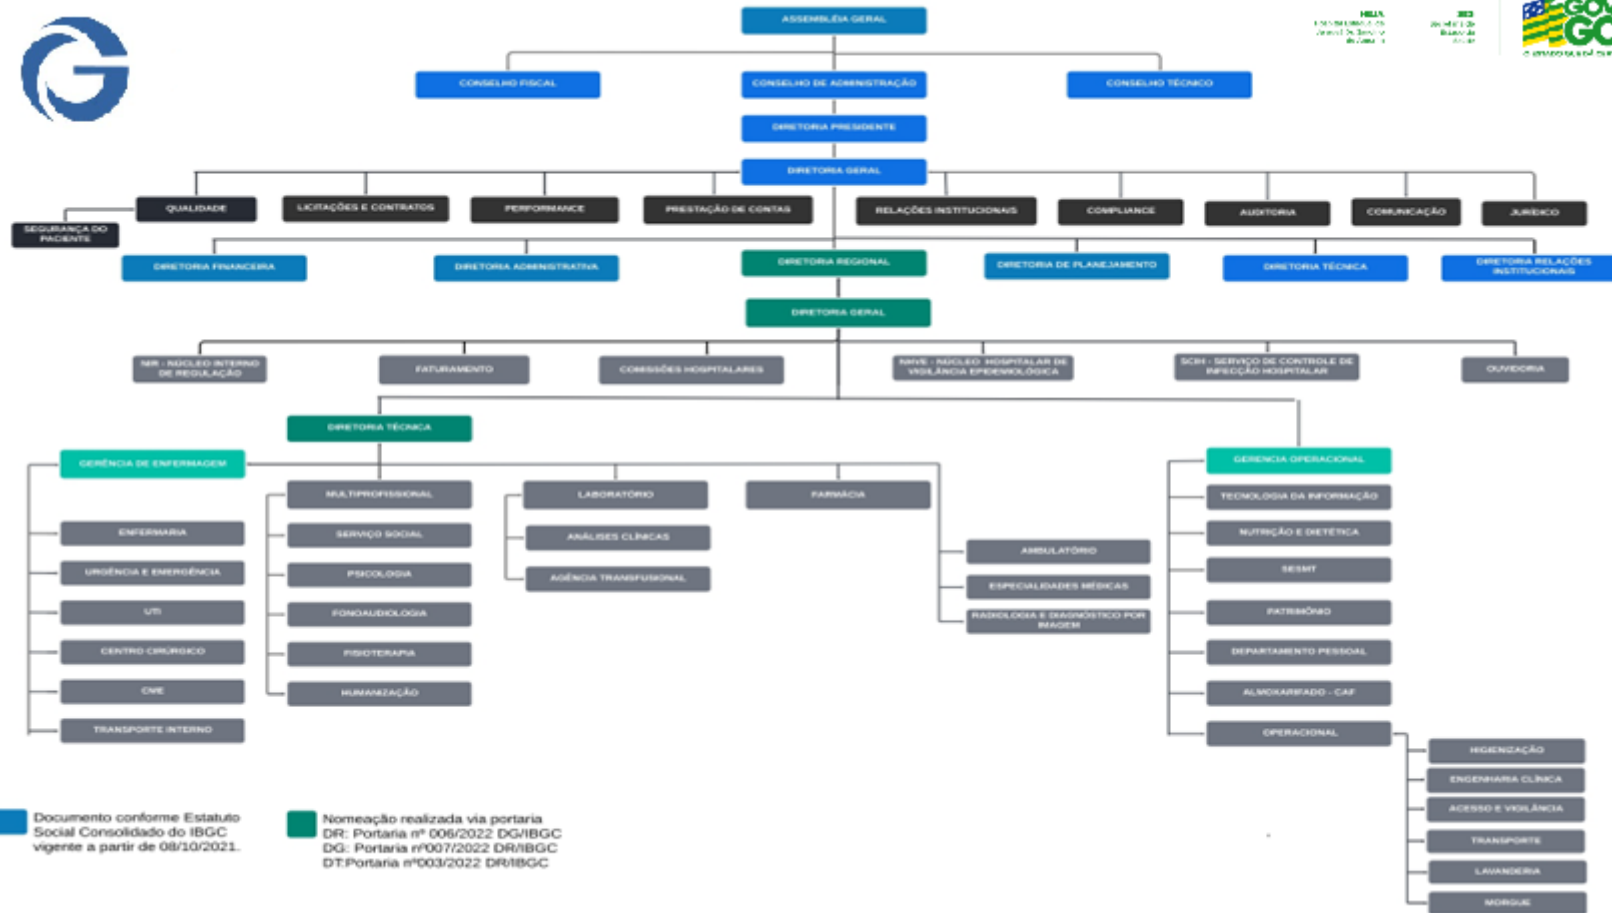 ASSEMBLÉIA GERAL
CONSELHO FISCAL
CONSELHO DE ADMINISTRAÇÃO
CONSELHO TÉCNICO
DIRETORIA PRESIDENTE
DIRETORIA GERAL
QUALIDADE
LICITAÇÕES E CONTRATOS
PERFORMANCE
PRESTAÇÃO DE CONTAS
RELAÇÕES INSTITUCIONAIS
COMPLIANCE
AUDITORIA
COMUNICAÇÃO
JURÍDICO
SEGURANÇA DO
PACIENTE
DIRETORIA FINANCEIRA
DIRETORIA ADMINISTRATIVA
DIRETORIA REGIONAL
DIRETORIA DE PLANEJAMENTO
DIRETORIA TÉCNICA
DIRETORIA RELAÇÕES
INSTITUCIONAIS
DIRETORIA GERAL
NIR - NÚCLEO INTERNO
DE REGULAÇÃO
FATURAMENTO
COMISSÕES HOSPITALARES
NHVE - NÚCLEO HOSPITALAR DE
VIGILÂNCIA EPIDEMIOLÓGICA
SCIH - SERVIÇO DE CONTROLE DE
INFECÇÃO HOSPITALAR
OUVIDORIA
DIRETORIA TÉCNICA
GERÊNCIA DE ENFERMAGEM
ENFERMARIA
URGÊNCIA E EMERGÊNCIA
UTI
CENTRO CIRÚRGICO
CME
TRANSPORTE INTERNO
MULTIPROFISSIONAL
SERVIÇO SOCIAL
PSICOLOGIA
FONOAUDIOLOGIA
FISIOTERAPIA
HUMANIZAÇÃO
LABORATÓRIO
ANÁLISES CLÍNICAS
AGÊNCIA TRANSFUSIONAL
FARMÁCIA
AMBULATÓRIO
ESPECIALIDADES MÉDICAS
RADIOLOGIA E DIAGNÓSTICO POR
IMAGEM
GERENCIA OPERACIONAL
TECNOLOGIA DA INFORMAÇÃO
NUTRIÇÃO E DIETÉTICA
SESMT
PATRIMÔNIO
DEPARTAMENTO PESSOAL
ALMOXARIFADO - CAF
OPERACIONAL
HIGIENIZAÇÃO
ENGENHARIA CLÍNICA
ACESSO E VIGILÂNCIA
TRANSPORTE
LAVANDERIA
MORGUE
Documento conforme Estatuto
Social Consolidado do IBGC
vigente a partir de 08/10/2021.
Nomeação realizada via portaria
DR: Portaria nº 006/2022 DG/IBGC
DG: Portaria nº007/2022 DR/IBGC
DT:Portaria nº003/2022 DR/IBGC